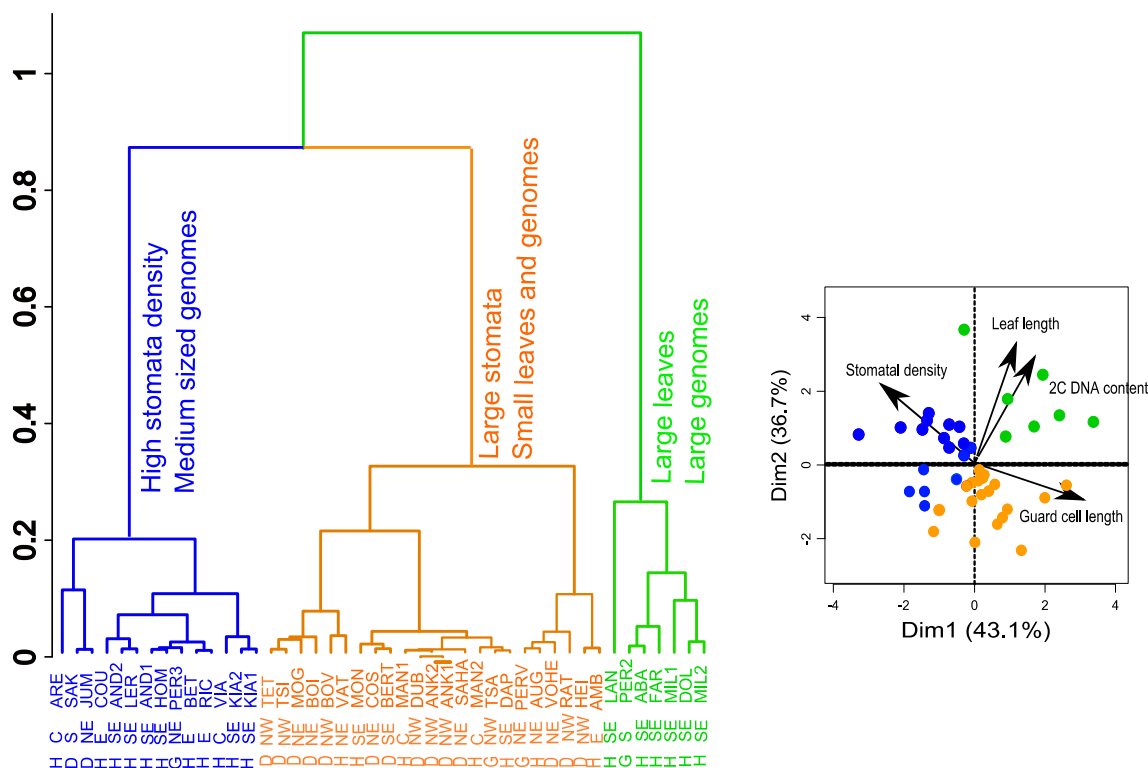 1
0.8
0.6
0.4
0.2
0
High stomata density
Medium sized genomes
Large stomata
Small leaves and genomes
Large leaves
Large genomes
H C ARE
D S SAK
D NE JUM
H E COU
H SE AND2
H SE LER
H SE AND1
H SE HOM
G NE PER3
H E BET
H E RIC
H C VIA
H SE KIA2
H SE KIA1
D NW TET
D NW TSI
D NE MOG
D NE BOI
D NW BOV
H NE VAT
H SE MON
D NE COS
D SE BERT
H C MAN1
D NW DUB
D NW ANK2
D NW ANK1
D NE SAHA
H C MAN2
G NW TSA
H SE DAP
G NE PERV
H NE AUG
D NE VOHE
D NW RAT
D NW HEI
H E AMB
H SE LAN
G S PER2
H SE ABA
H SE FAR
H SE MIL1
H SE DOL
H SE MIL2
Dim2 (36.7%)
4
2
0
-2
Leaf length
Stomatal density
2C DNA content
Guard cell length
-4 -2 0 2 4
Dim1 (43.1%)